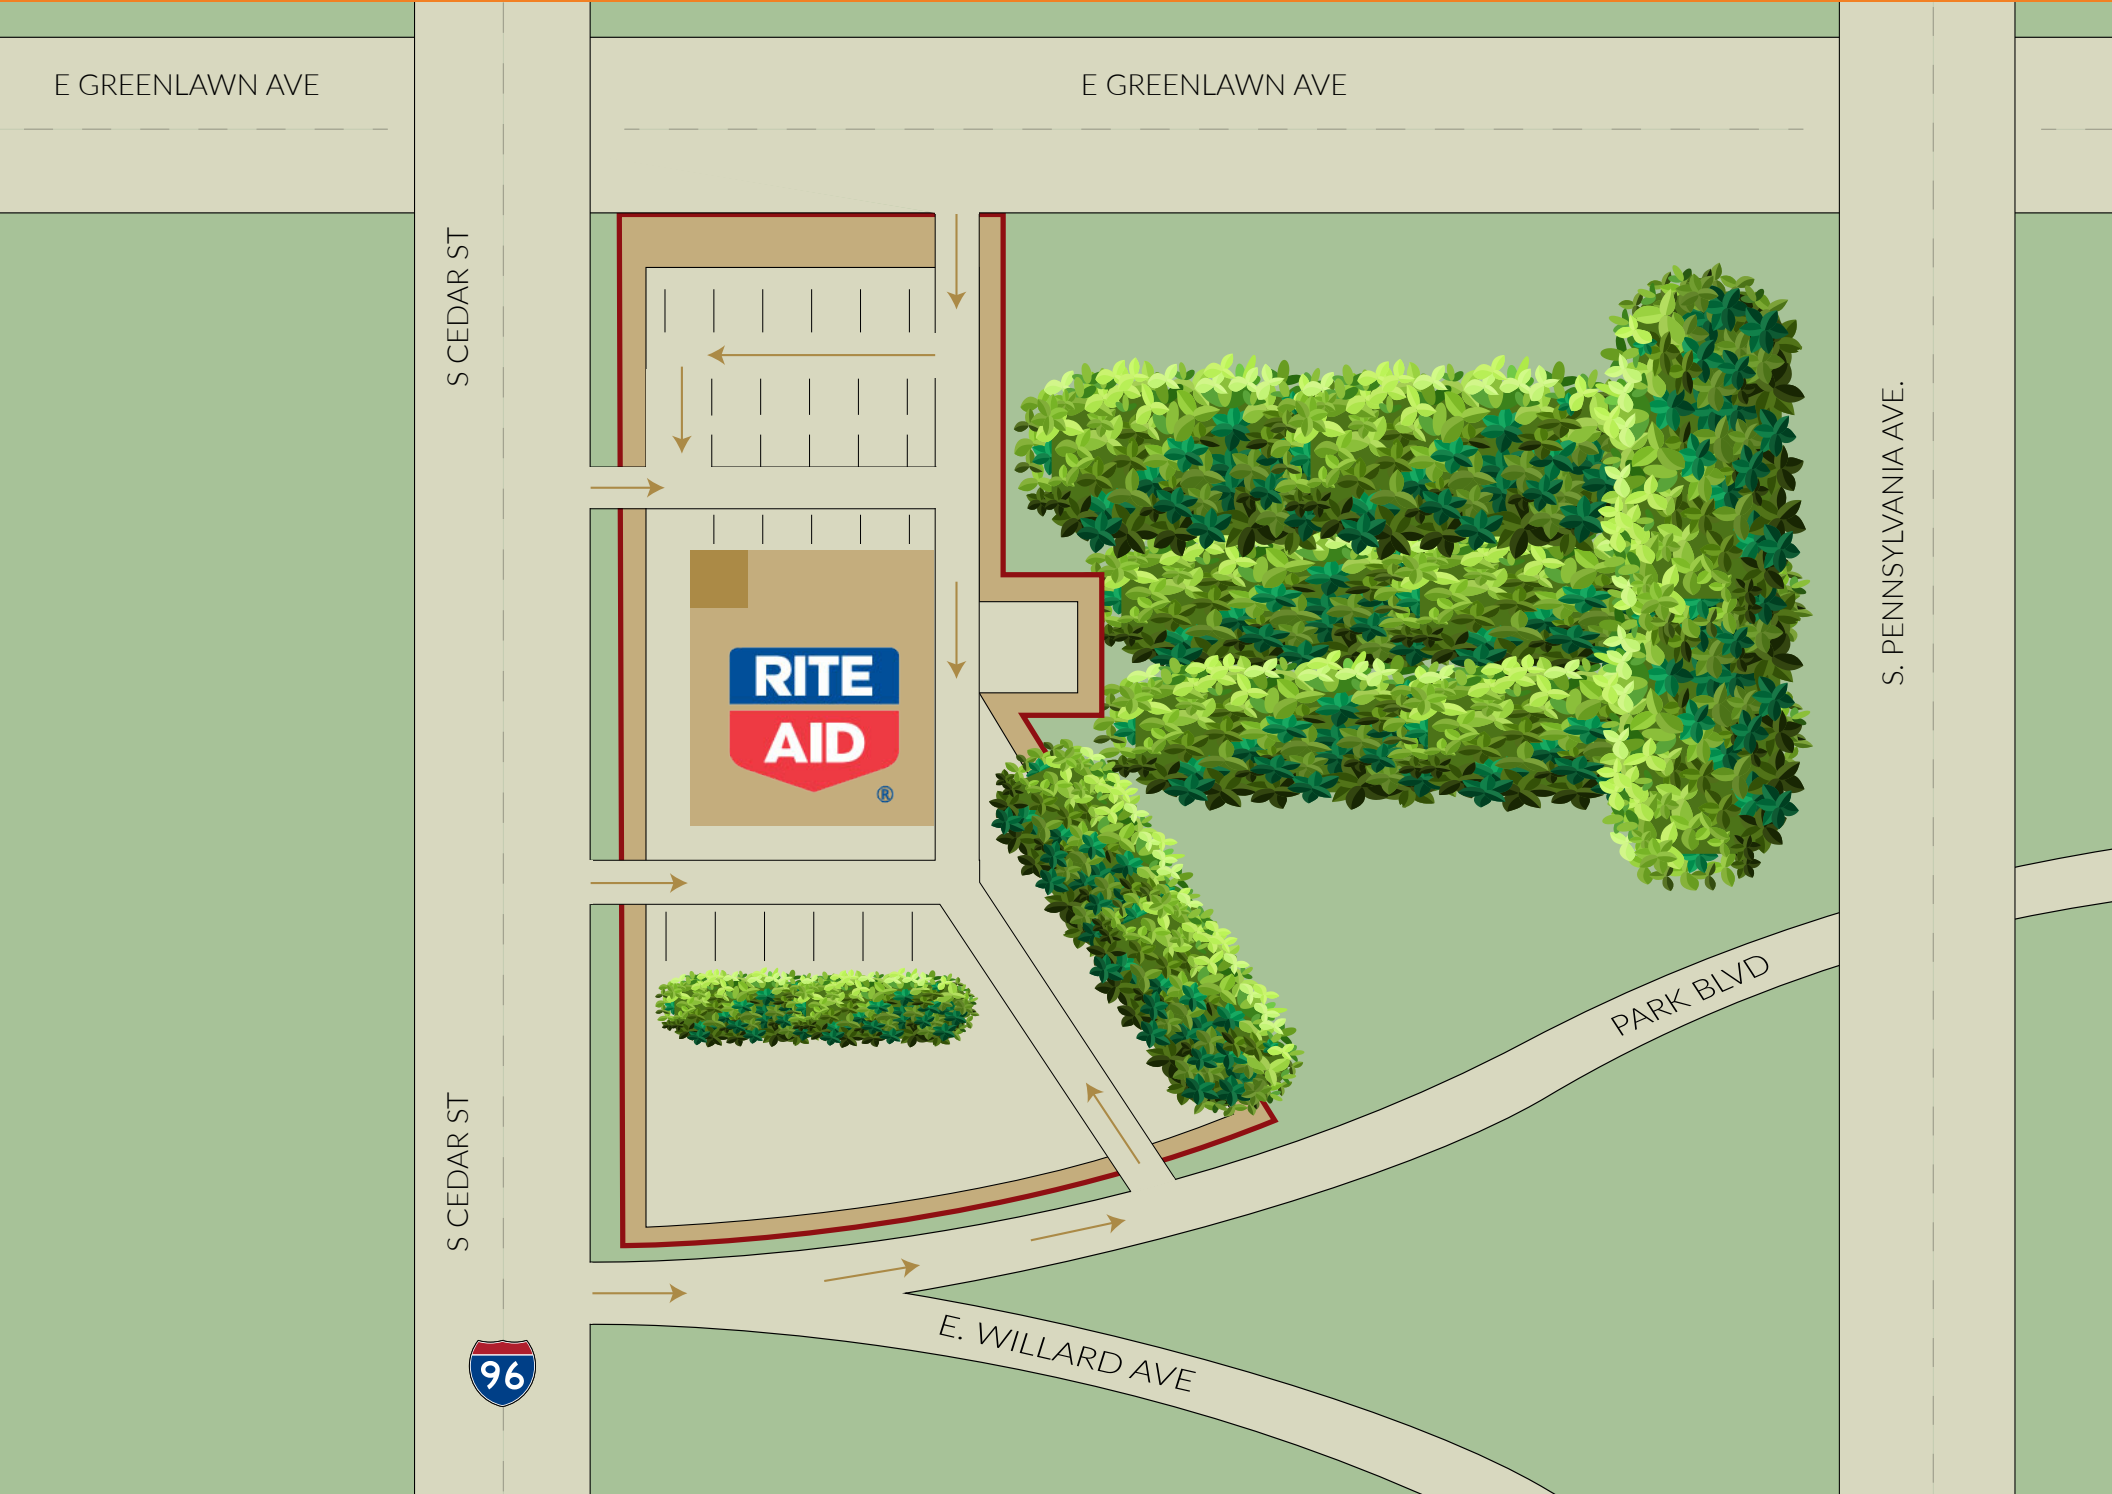 E GREENLAWN AVE
E GREENLAWN AVE
S CEDAR ST
S. PENNSYLVANIA AVE.
RITE
AID
®
PARK BLVD
S CEDAR ST
E. WILLARD AVE
96